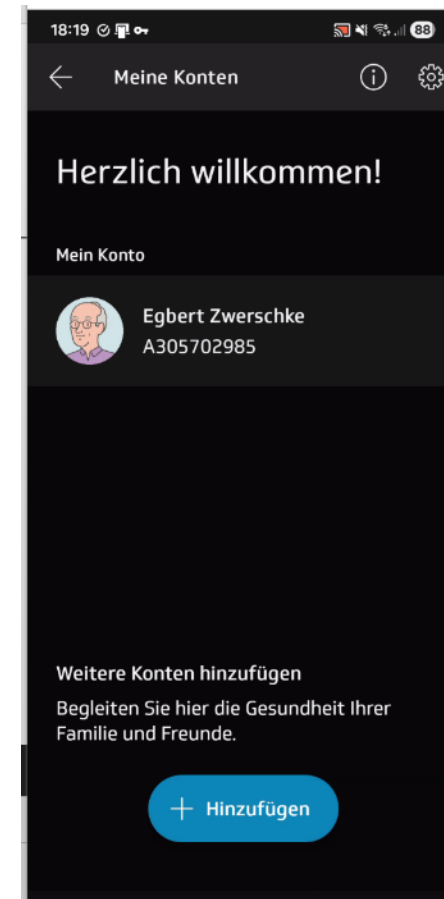 18:19
88
Meine Konten
Herzlich willkommen!
Mein Konto
Egbert Zwerschke
A305702985
Weitere Konten hinzufügen
Begleiten Sie hier die Gesundheit Ihrer
Familie und Freunde.
+ Hinzufügen